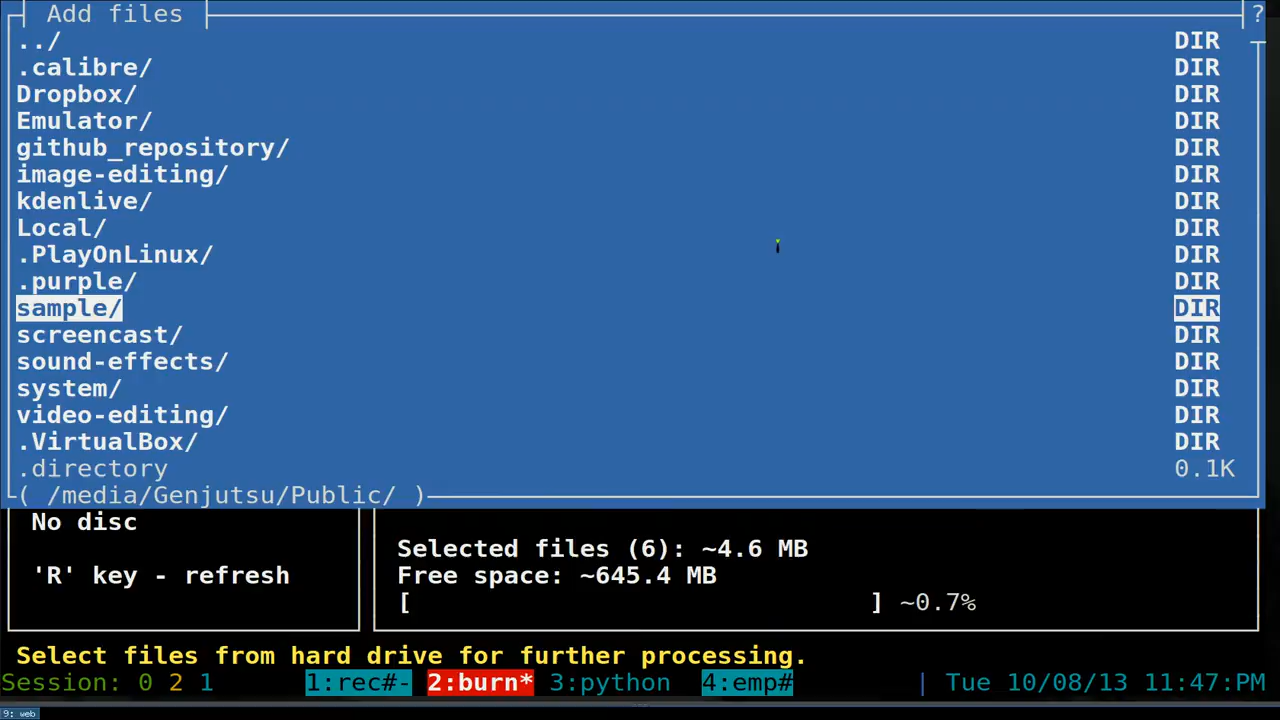 Add files ?
../ DIR
.calibre/ DIR
Dropbox/ DIR
Emulator/ DIR
github_repository/ DIR
image-editing/ DIR
kdenlive/ DIR
Local/ DIR
.PlayOnLinux/ DIR
.purple/ DIR
sample/ DIR
screencast/ DIR
sound-effects/ DIR
system/ DIR
video-editing/ DIR
.VirtualBox/ DIR
.directory 0.1K
( /media/Genjutsu/Public/ )
No disc
'R' key - refresh
Selected files (6): ~4.6 MB
Free space: ~645.4 MB
[ ] ~0.7%
Select files from hard drive for further processing.
Session: 0 2 1 1:rec#- 2:burn* 3:python 4:emp# | Tue 10/08/13 11:47:PM
9: web